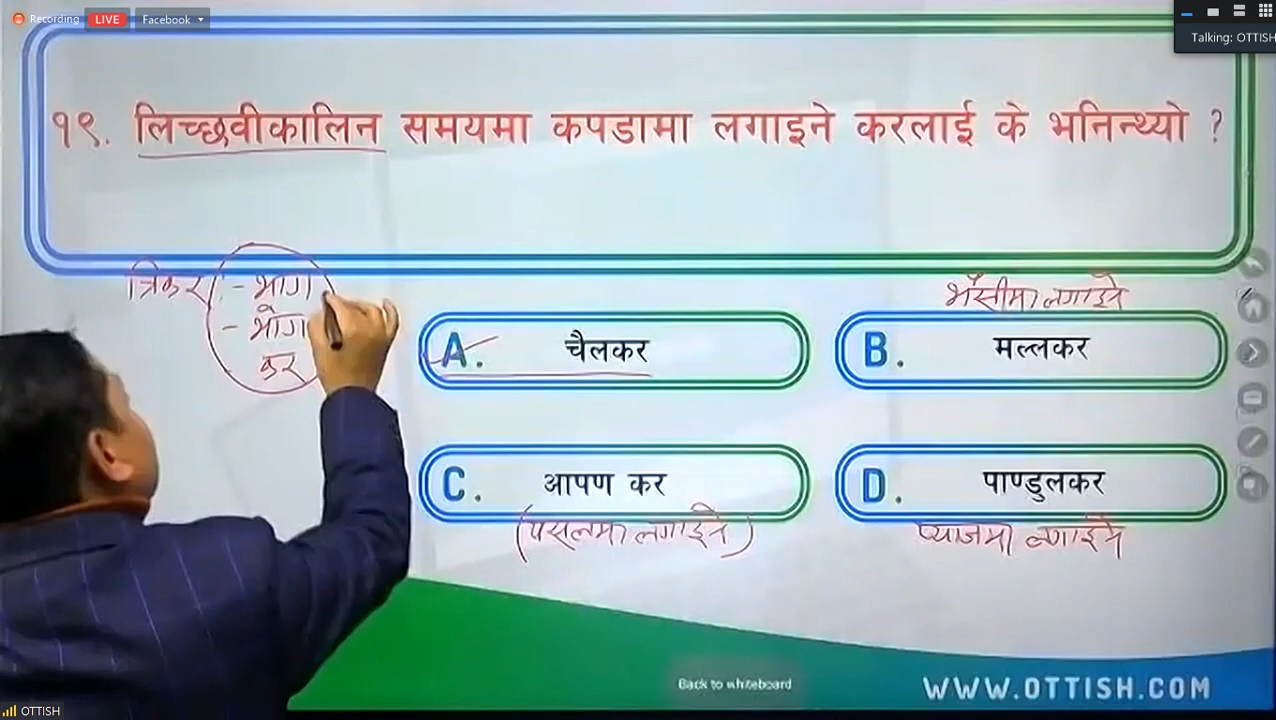 Recording LIVE Facebook
Talking: OTTISH
१९. लिच्छवीकालिन समयमा कपडामा लगाइने करलाई के भनिन्थ्यो ?
त्रिकर :- भाग
- भोग
कर
भैंसीमा लगाइने
A. चैलकर
B. मल्लकर
C. आपण कर
D. पाण्डुलकर
(पसलमा लगाइने)
प्याजमा लगाइने
Back to whiteboard
WWW.OTTISH.COM
OTTISH